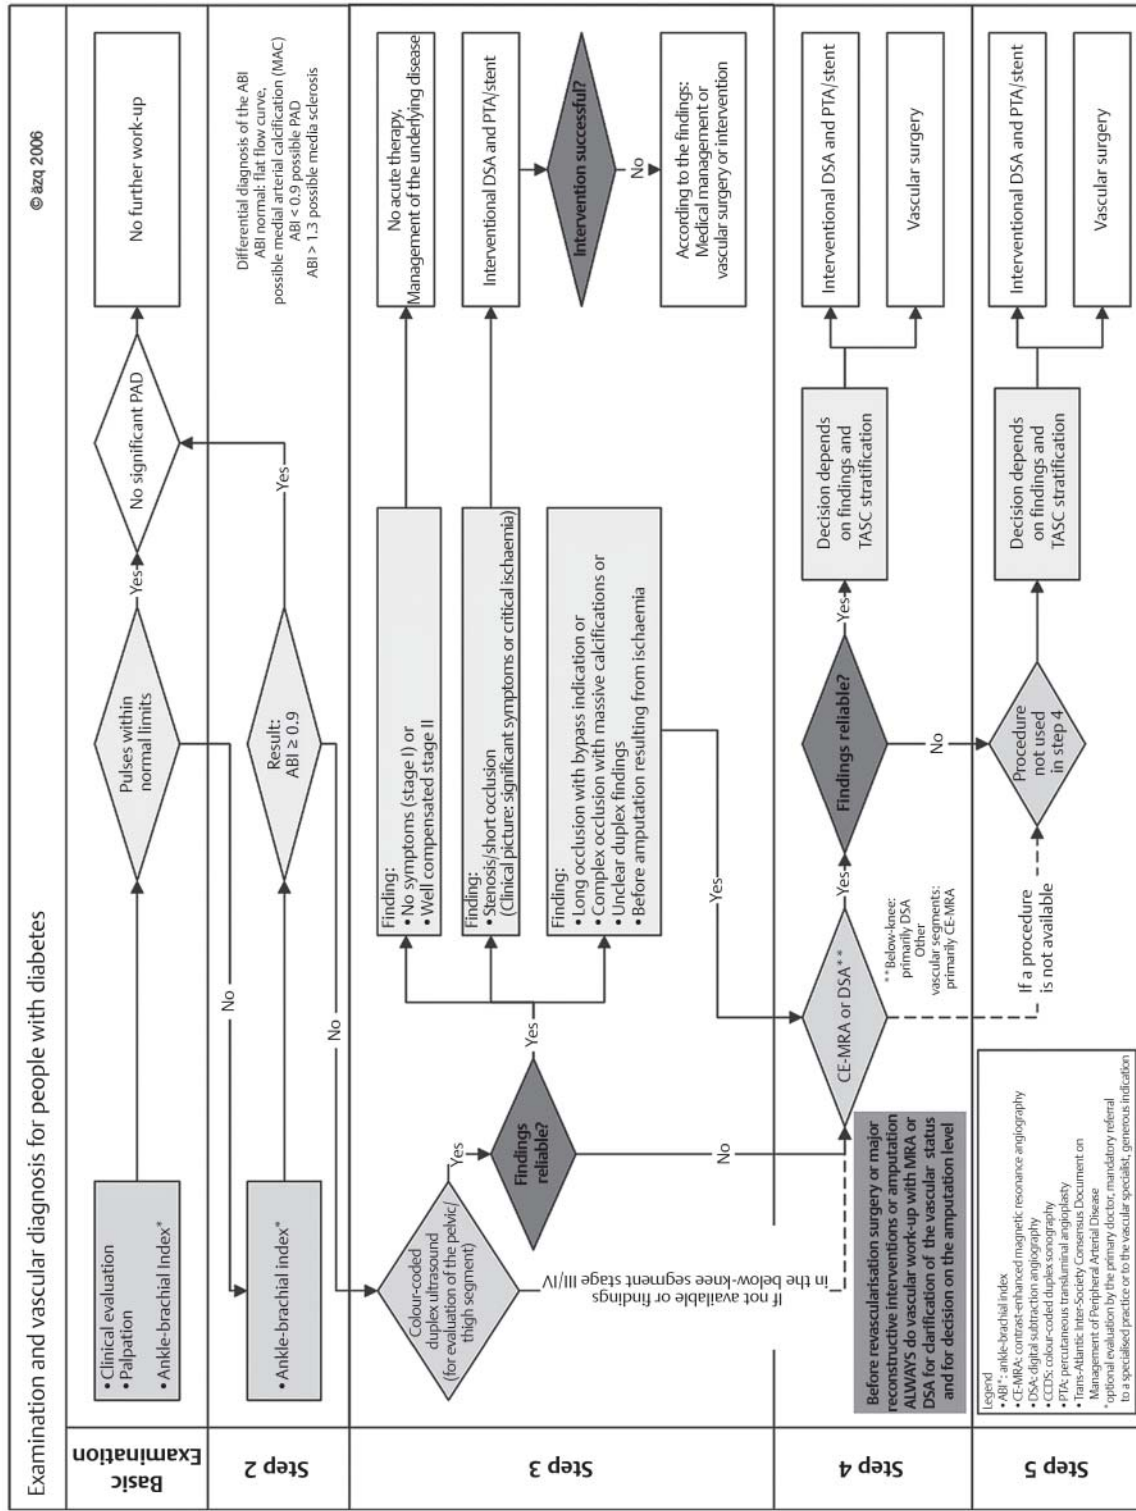 Examination and vascular diagnosis for people with diabetes
© äzq 2006
Basic
Examination
• Clinical evaluation
• Palpation
• Ankle-brachial Index*
Pulses within
normal limits
Yes
No significant PAD
No further work-up
No
Step 2
• Ankle-brachial index*
Result:
ABI ≥ 0.9
Yes
Differential diagnosis of the ABI
ABI normal: flat flow curve,
possible medial arterial calcification (MAC)
ABI < 0.9 possible PAD
ABI > 1.3 possible media sclerosis
No
Step 3
Colour-coded
duplex ultrasound
(for evaluation of the pelvic/
thigh segment)
Yes
Findings
reliable?
Yes
No
If not available or findings
in the below-knee segment stage III/IV
Finding:
• No symptoms (stage I) or
• Well compensated stage II
No acute therapy,
Management of the underlying disease
Finding:
• Stenosis/short occlusion
(Clinical picture: significant symptoms or critical ischaemia)
Interventional DSA and PTA/stent
Intervention successful?
No
According to the findings:
Medical management or
vascular surgery or intervention
Finding:
• Long occlusion with bypass indication or
• Complex occlusion with massive calcifications or
• Unclear duplex findings
• Before amputation resulting from ischaemia
Yes
Step 4
Before revascularisation surgery or major
reconstructive interventions or amputation
ALWAYS do vascular work-up with MRA or
DSA for clarification of the vascular status
and for decision on the amputation level
CE-MRA or DSA**
**Below-knee:
primarily DSA
Other
vascular segments:
primarily CE-MRA
Yes
Findings reliable?
Yes
Decision depends
on findings and
TASC stratification
Interventional DSA and PTA/stent
Vascular surgery
No
Step 5
If a procedure
is not available
Procedure
not used
in step 4
Decision depends
on findings and
TASC stratification
Interventional DSA and PTA/stent
Vascular surgery
Legend
• ABI*: ankle-brachial index
• CE-MRA: contrast-enhanced magnetic resonance angiography
• DSA: digital subtraction angiography
• CCDS: colour-coded duplex sonography
• PTA: percutaneous transluminal angioplasty
• Trans-Atlantic Inter-Society Consensus Document on
Management of Peripheral Arterial Disease
*optional evaluation by the primary doctor, mandatory referral
to a specialised practice or to the vascular specialist, generous indication